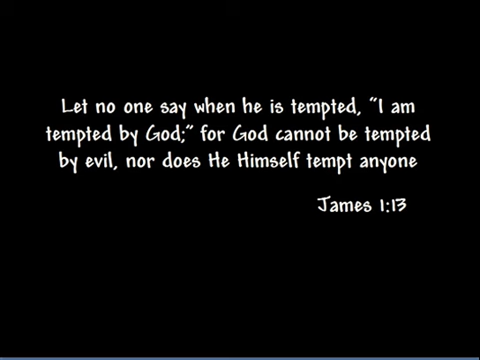 Let no one say when he is tempted, "I am
tempted by God;" for God cannot be tempted
by evil, nor does He Himself tempt anyone
James 1:13